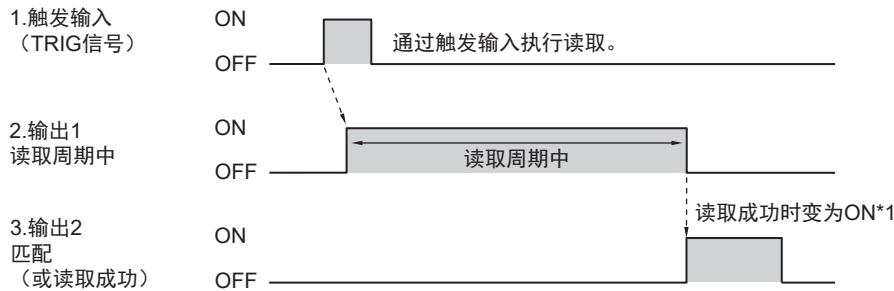 1.触发输入
（TRIG信号）
ON
OFF
通过触发输入执行读取。
2.输出1
读取周期中
ON
OFF
读取周期中
读取成功时变为ON*1
3.输出2
匹配
（或读取成功）
ON
OFF